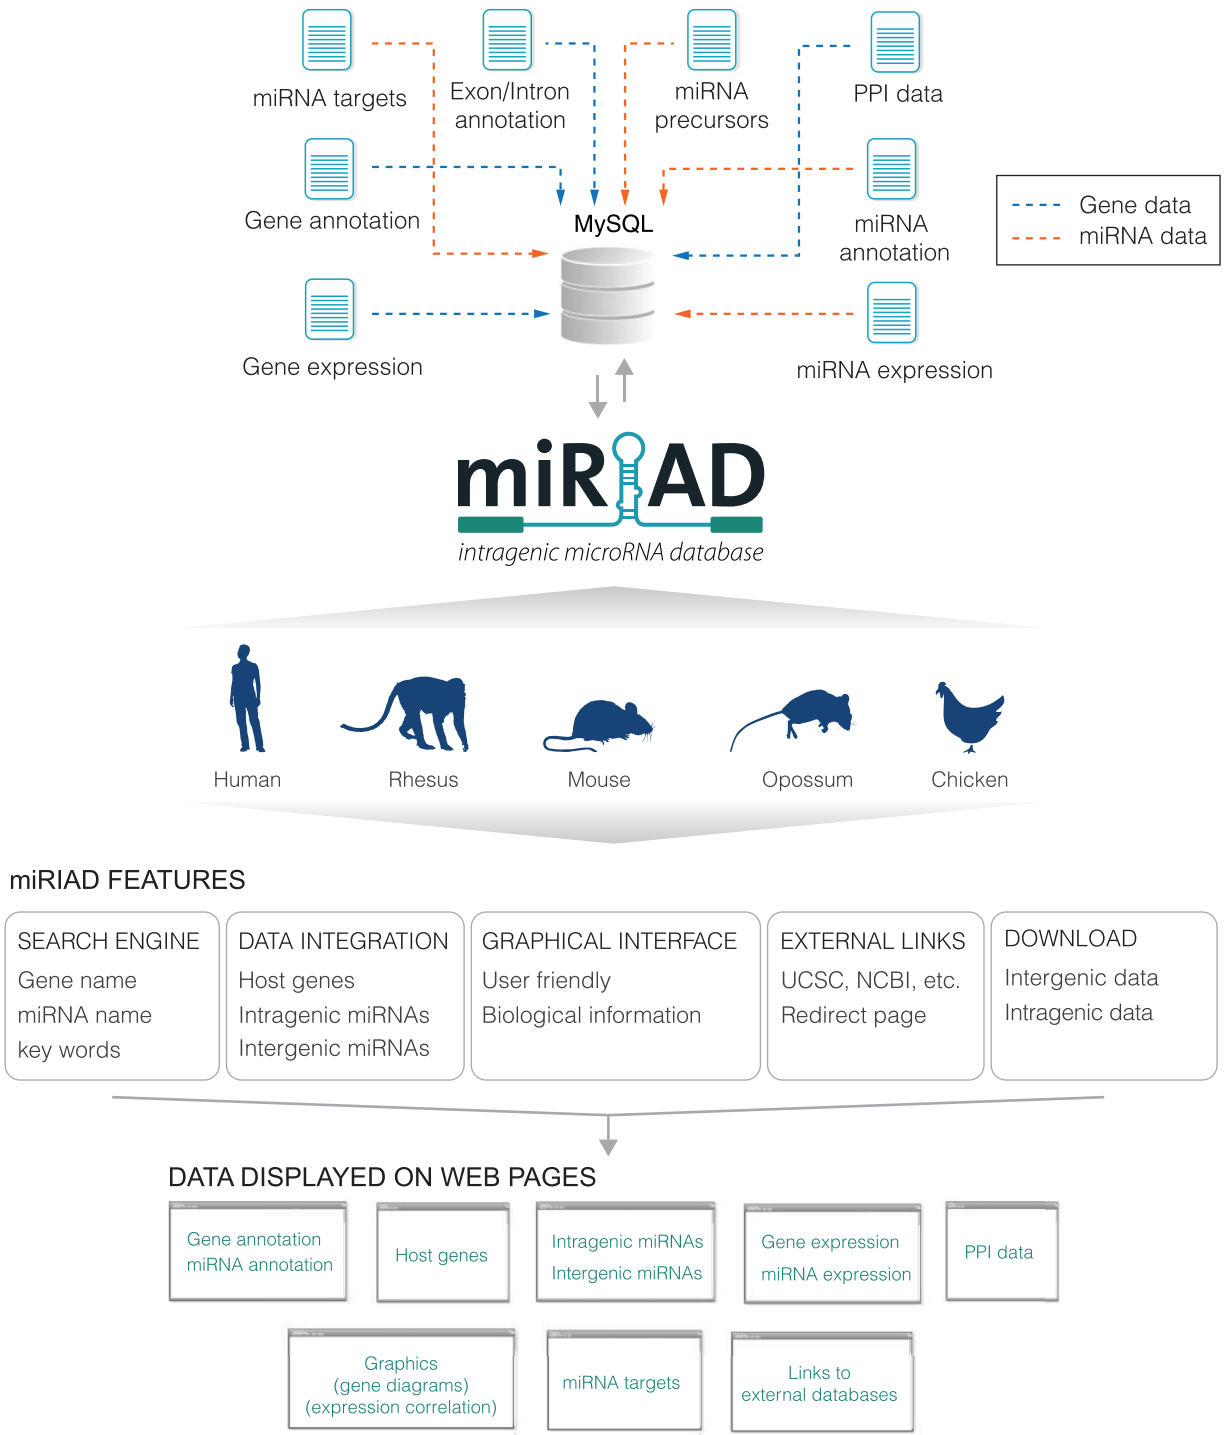 miRNA targets
Exon/Intron
annotation
miRNA
precursors
PPI data
Gene annotation
MySQL
miRNA
annotation
Gene data
miRNA data
Gene expression
miRNA expression
miRIAD
intragenic microRNA database
Human
Rhesus
Mouse
Opossum
Chicken
miRIAD FEATURES
SEARCH ENGINE
Gene name
miRNA name
key words
DATA INTEGRATION
Host genes
Intragenic miRNAs
Intergenic miRNAs
GRAPHICAL INTERFACE
User friendly
Biological information
EXTERNAL LINKS
UCSC, NCBI, etc.
Redirect page
DOWNLOAD
Intergenic data
Intragenic data
DATA DISPLAYED ON WEB PAGES
Gene annotation
miRNA annotation
Host genes
Intragenic miRNAs
Intergenic miRNAs
Gene expression
miRNA expression
PPI data
Graphics
(gene diagrams)
(expression correlation)
miRNA targets
Links to
external databases